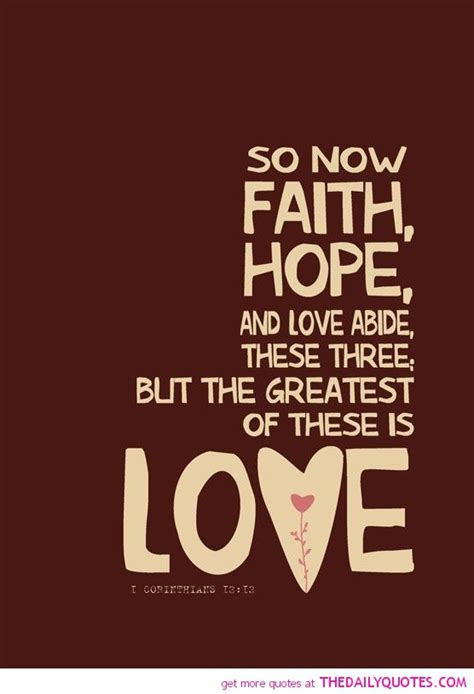 SO NOW
FAITH,
HOPE,
AND LOVE ABIDE,
THESE THREE;
BUT THE GREATEST
OF THESE IS
LOVE
1 CORINTHIANS 13:13
get more quotes at THEDAILYQUOTES.COM